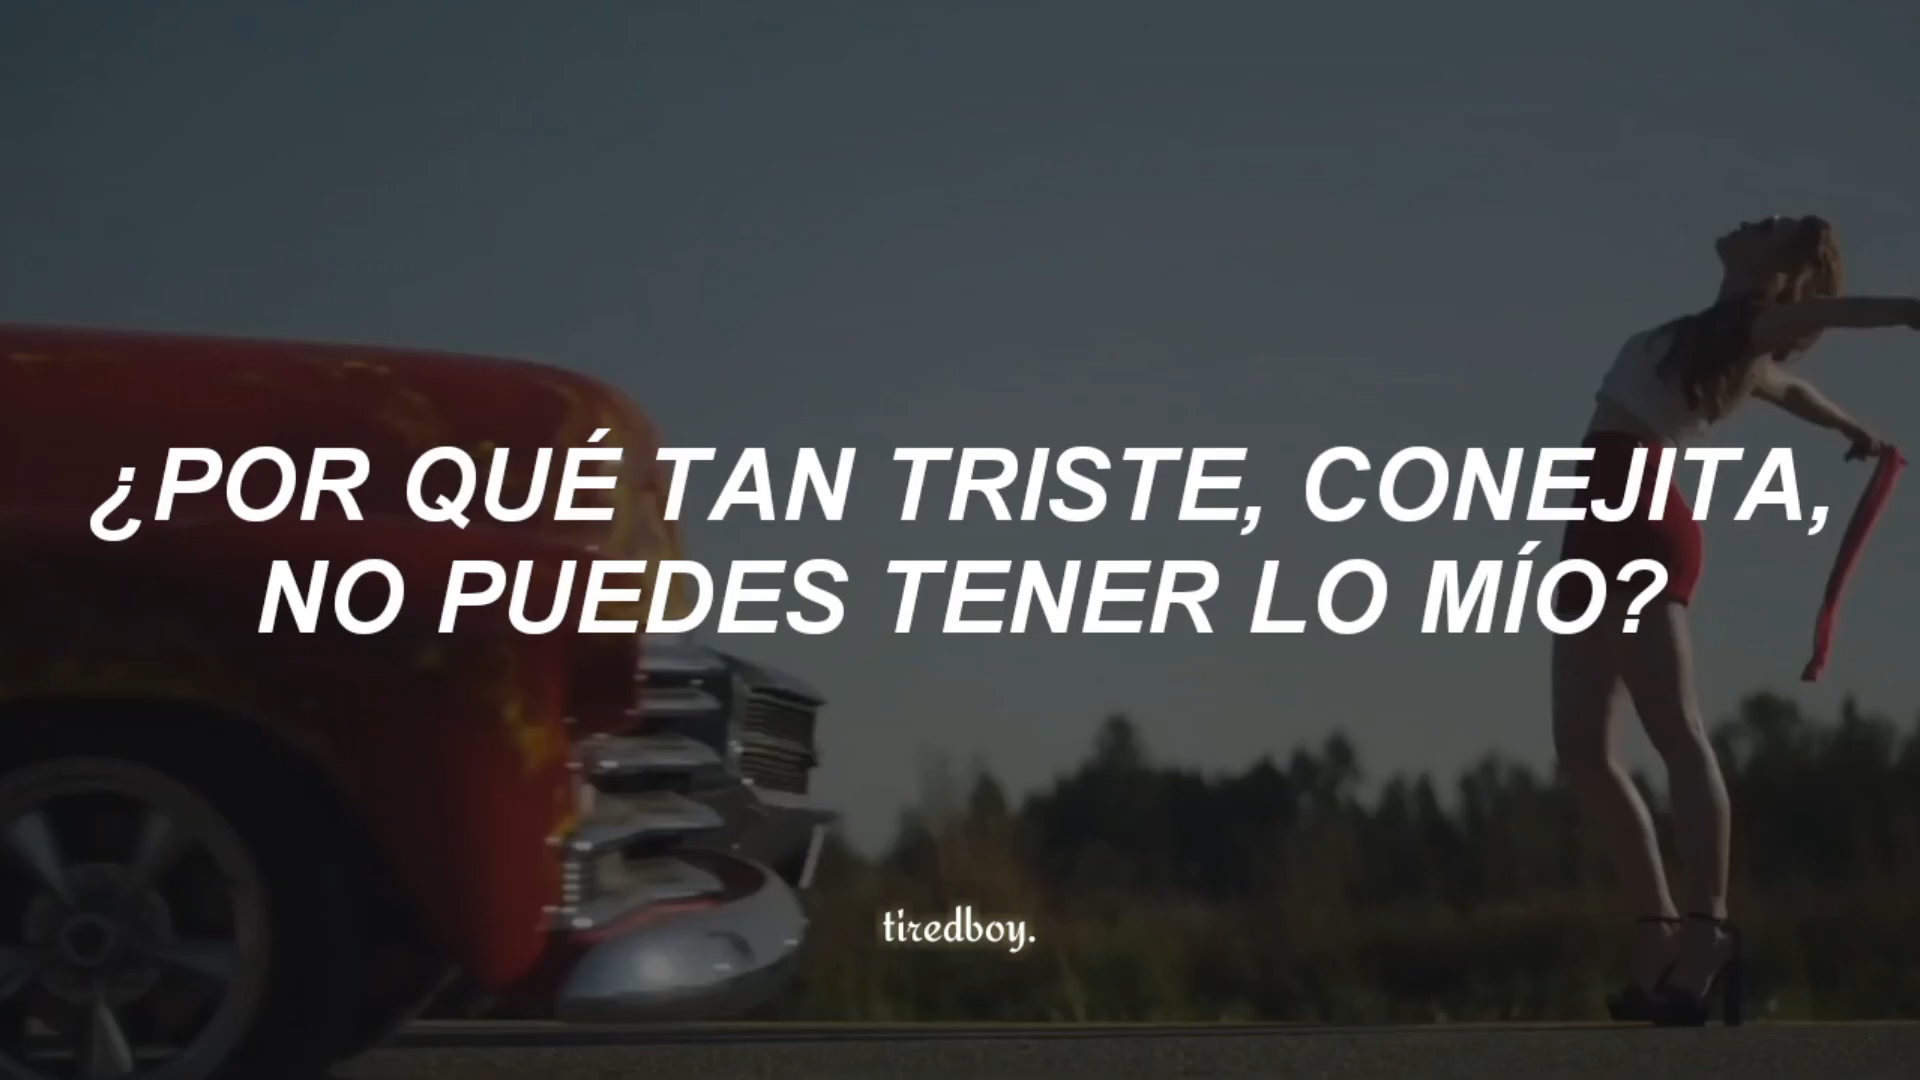 ¿POR QUÉ TAN TRISTE, CONEJITA,
NO PUEDES TENER LO MÍO?
tiredboy.